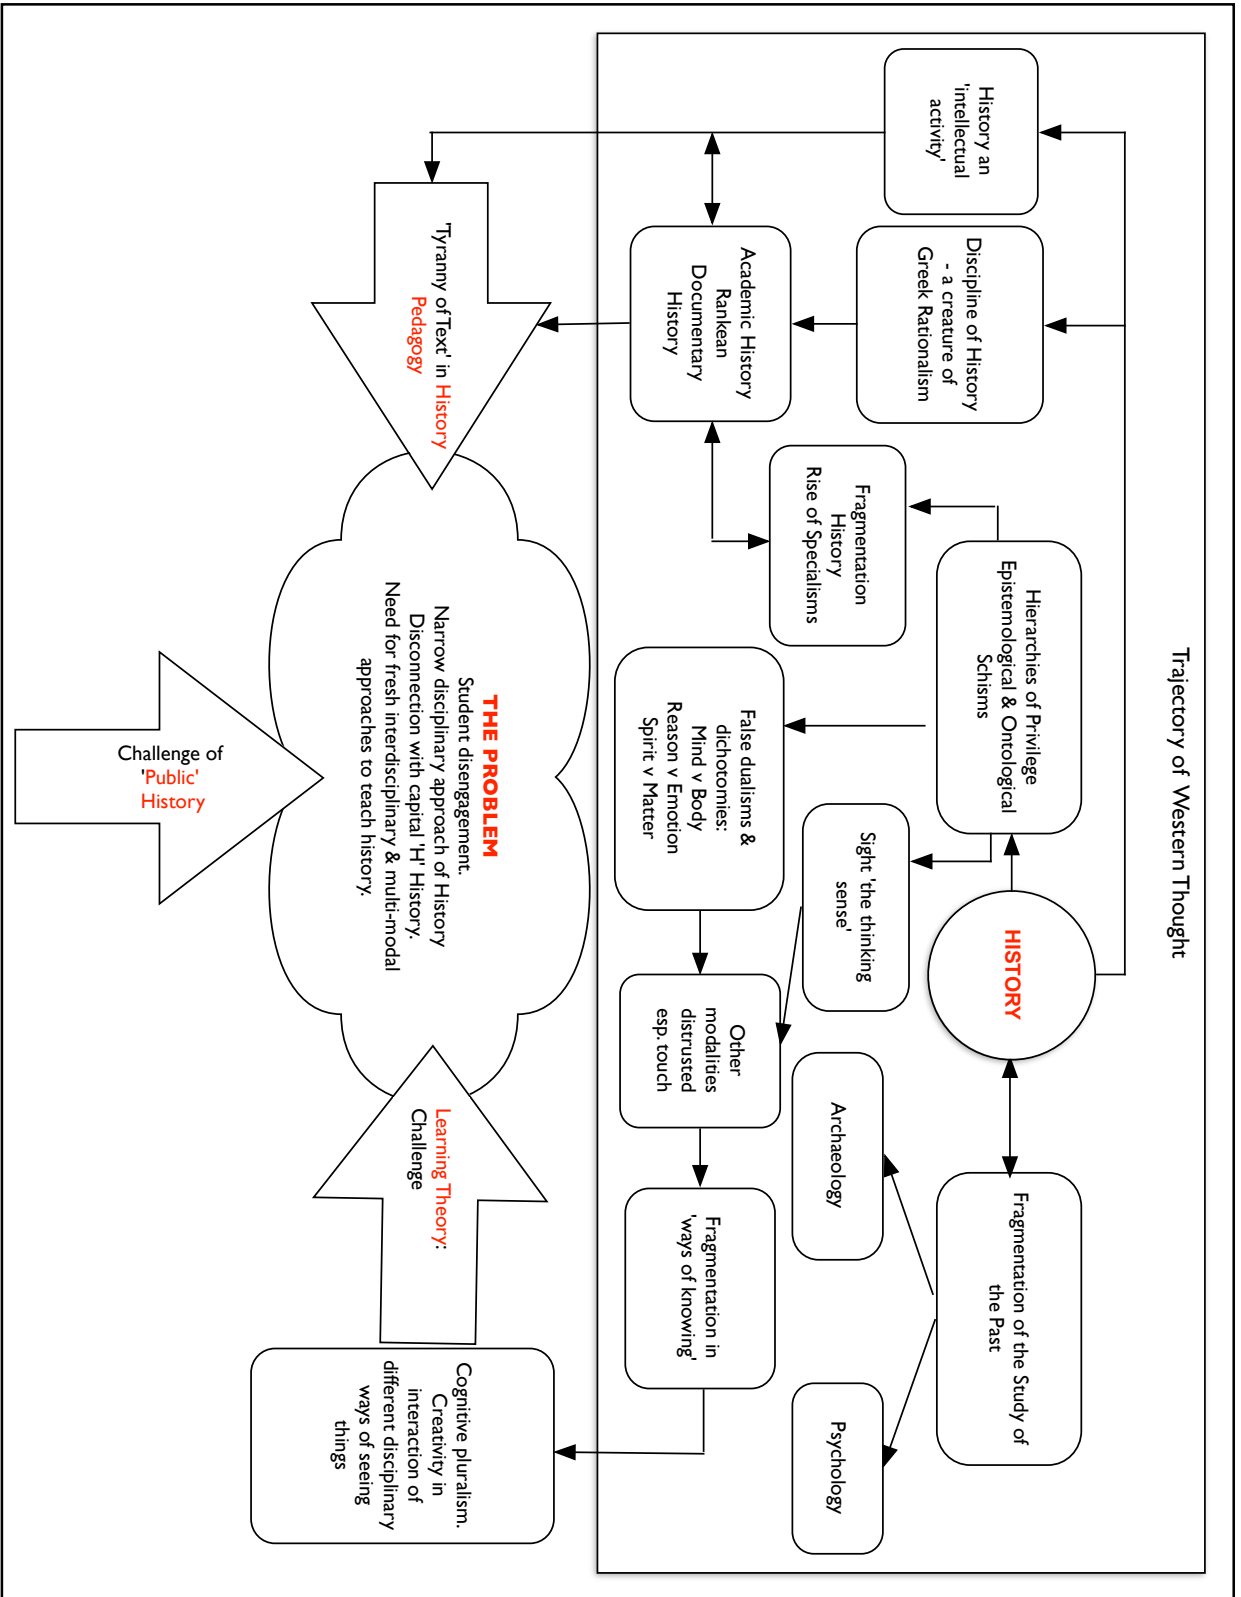 Trajectory of Western Thought
History an
'intellectual
activity'
Discipline of History
- a creature of
Greek Rationalism
Hierarchies of Privilege
Epistemological & Ontological
Schisms
HISTORY
Fragmentation of the Study of
the Past
Fragmentation
History
Rise of Specialisms
Sight 'the thinking
sense'
Archaeology
Psychology
Academic History
Rankean
Documentary
History
False dualisms &
dichotomies:
Mind v Body
Reason v Emotion
Spirit v Matter
Other
modalities
distrusted
esp. touch
Fragmentation in
'ways of knowing'
'Tyranny of Text' in History
Pedagogy
THE PROBLEM
Student disengagement.
Narrow disciplinary approach of History
Disconnection with capital 'H' History.
Need for fresh interdisciplinary & multi-modal
approaches to teach history.
Learning Theory:
Challenge
Cognitive pluralism.
Creativity in
interaction of
different disciplinary
ways of seeing
things
Challenge of
'Public'
History